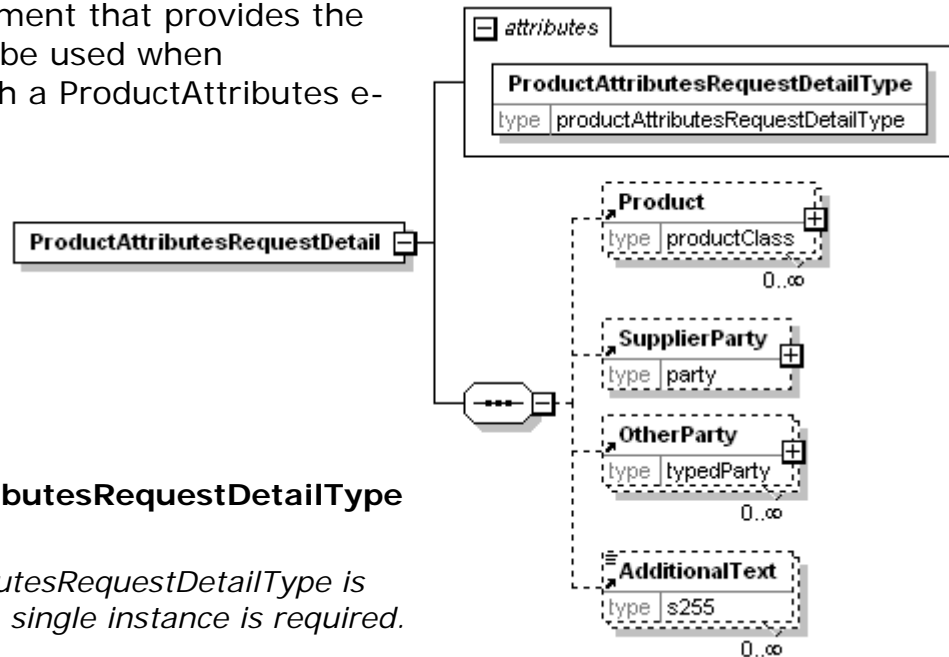 ment that provides the
be used when
h a ProductAttributes e-
ibutesRequestDetailType
utesRequestDetailType is
single instance is required.
attributes
ProductAttributesRequestDetailType
type productAttributesRequestDetailType
ProductAttributesRequestDetail
Product
type productClass
0..∞
SupplierParty
type party
OtherParty
type typedParty
0..∞
AdditionalText
type s255
0..∞